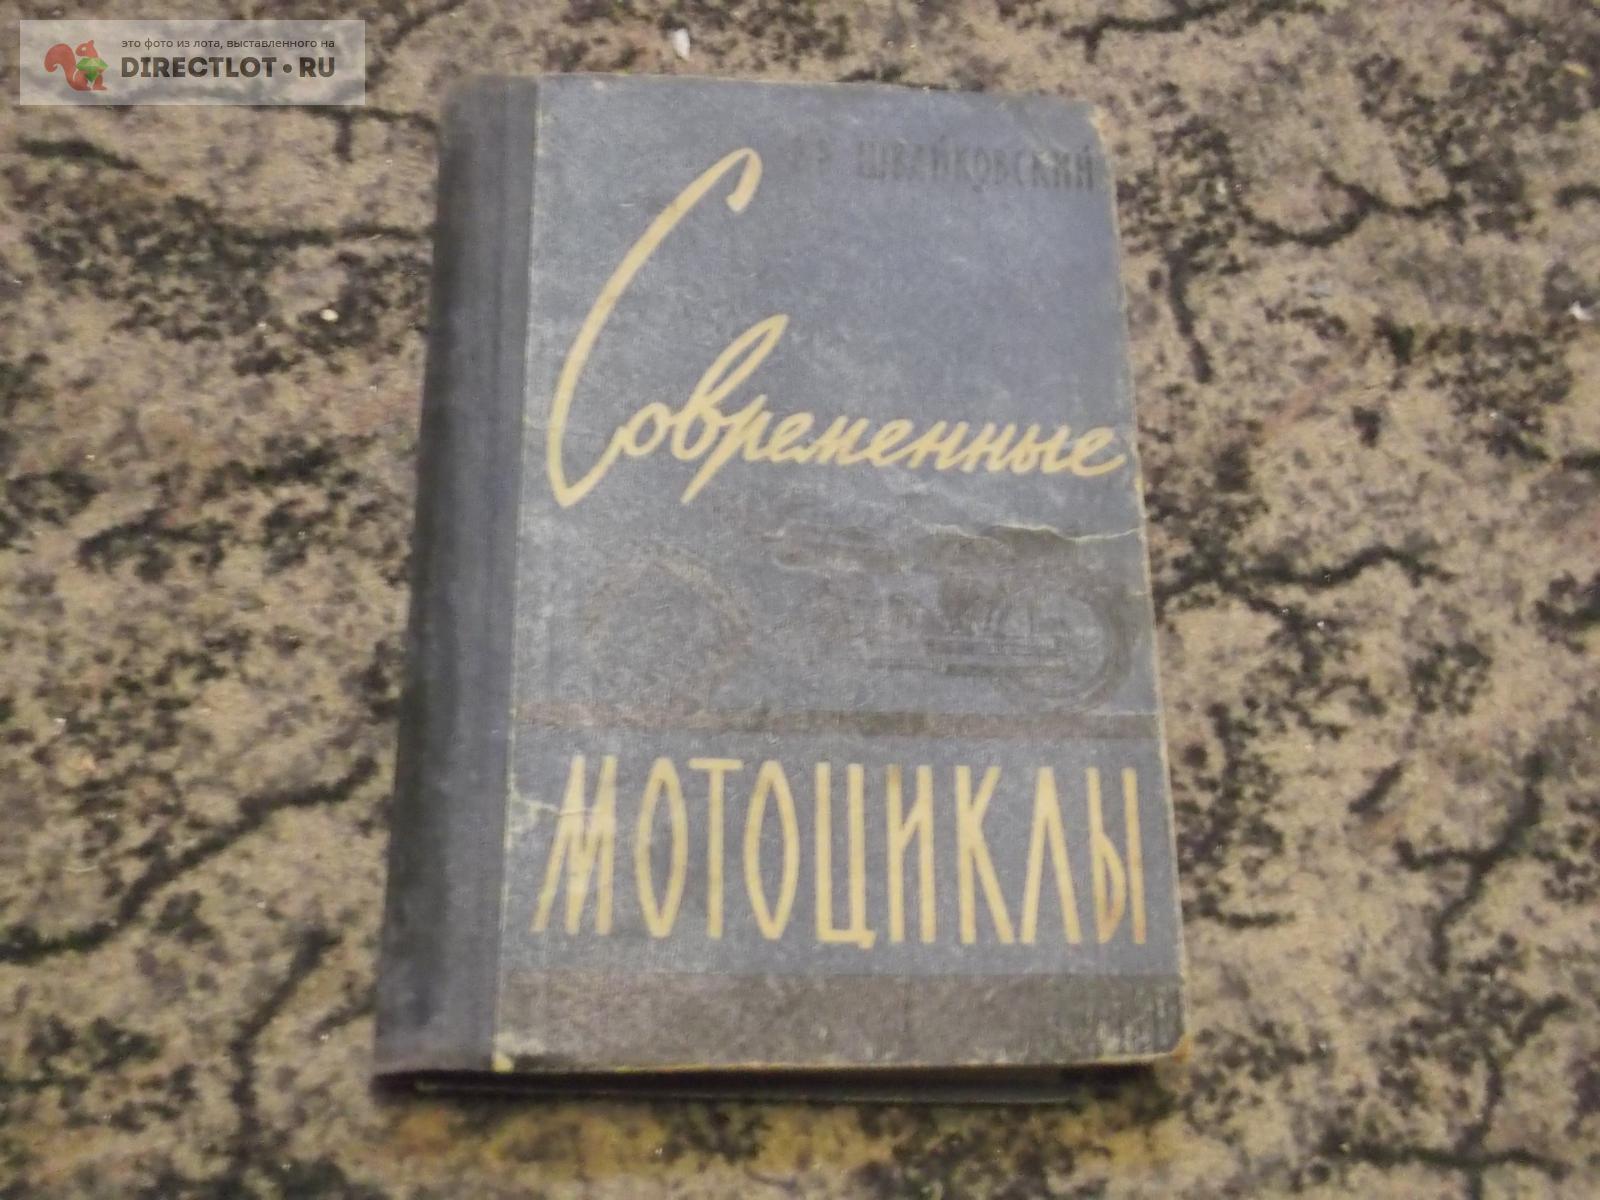 это фото из лота, выставленного на
DIRECTLOT.RU
ШВАЙКОВСКИЙ
Современные
МОТОЦИКЛЫ